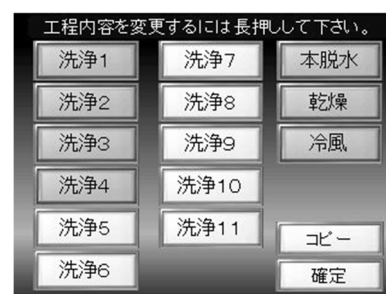 工程内容を変更するには長押しして下さい。
洗浄1
洗浄2
洗浄3
洗浄4
洗浄5
洗浄6
洗浄7
洗浄8
洗浄9
洗浄10
洗浄11
本脱水
乾燥
冷風
コピー
確定